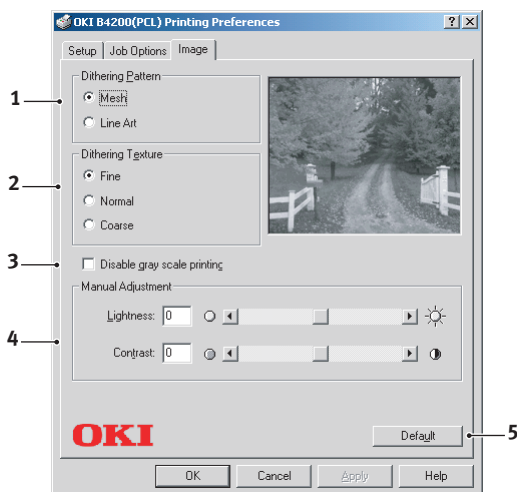 OKI B4200(PCL) Printing Preferences
Setup Job Options Image
Dithering Pattern
1
Mesh
Line Art
Dithering Texture
2
Fine
Normal
Coarse
3
Disable gray scale printing
Manual Adjustment
Lightness: 0
4
Contrast: 0
OKI
Default
5
OK Cancel Apply Help